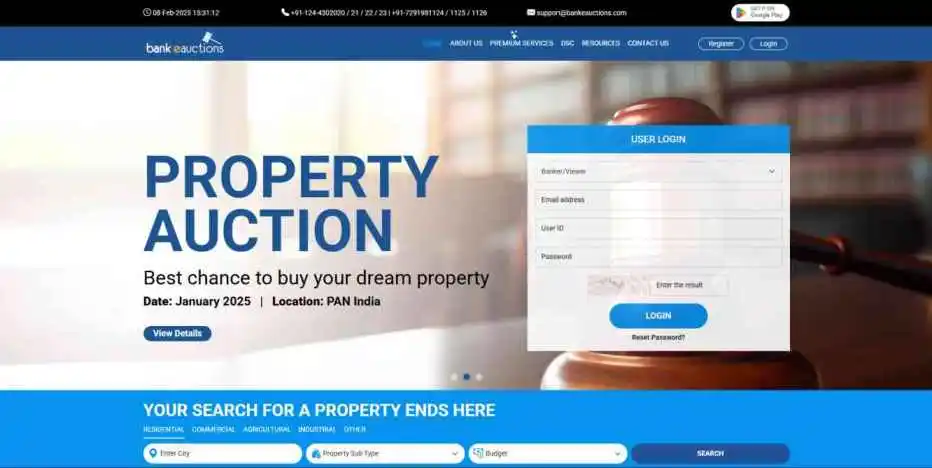 08-Feb-2025 15:31:12
+91-124-4302020 / 21 / 22 / 23 | +91-7291981124 / 1125 / 1126
support@bankeauctions.com
GET IT ON
Google Play
bank eauctions
HOME
ABOUT US
PREMIUM SERVICES
DSC
RESOURCES
CONTACT US
Register
Login
PROPERTY
AUCTION
Best chance to buy your dream property
Date: January 2025 | Location: PAN India
View Details
USER LOGIN
Banker/Viewer
Email address
User ID
Password
Enter the result
LOGIN
Reset Password?
YOUR SEARCH FOR A PROPERTY ENDS HERE
RESIDENTIAL COMMERCIAL AGRICULTURAL INDUSTRIAL OTHER
Enter City
Property Sub Type
Budget
SEARCH